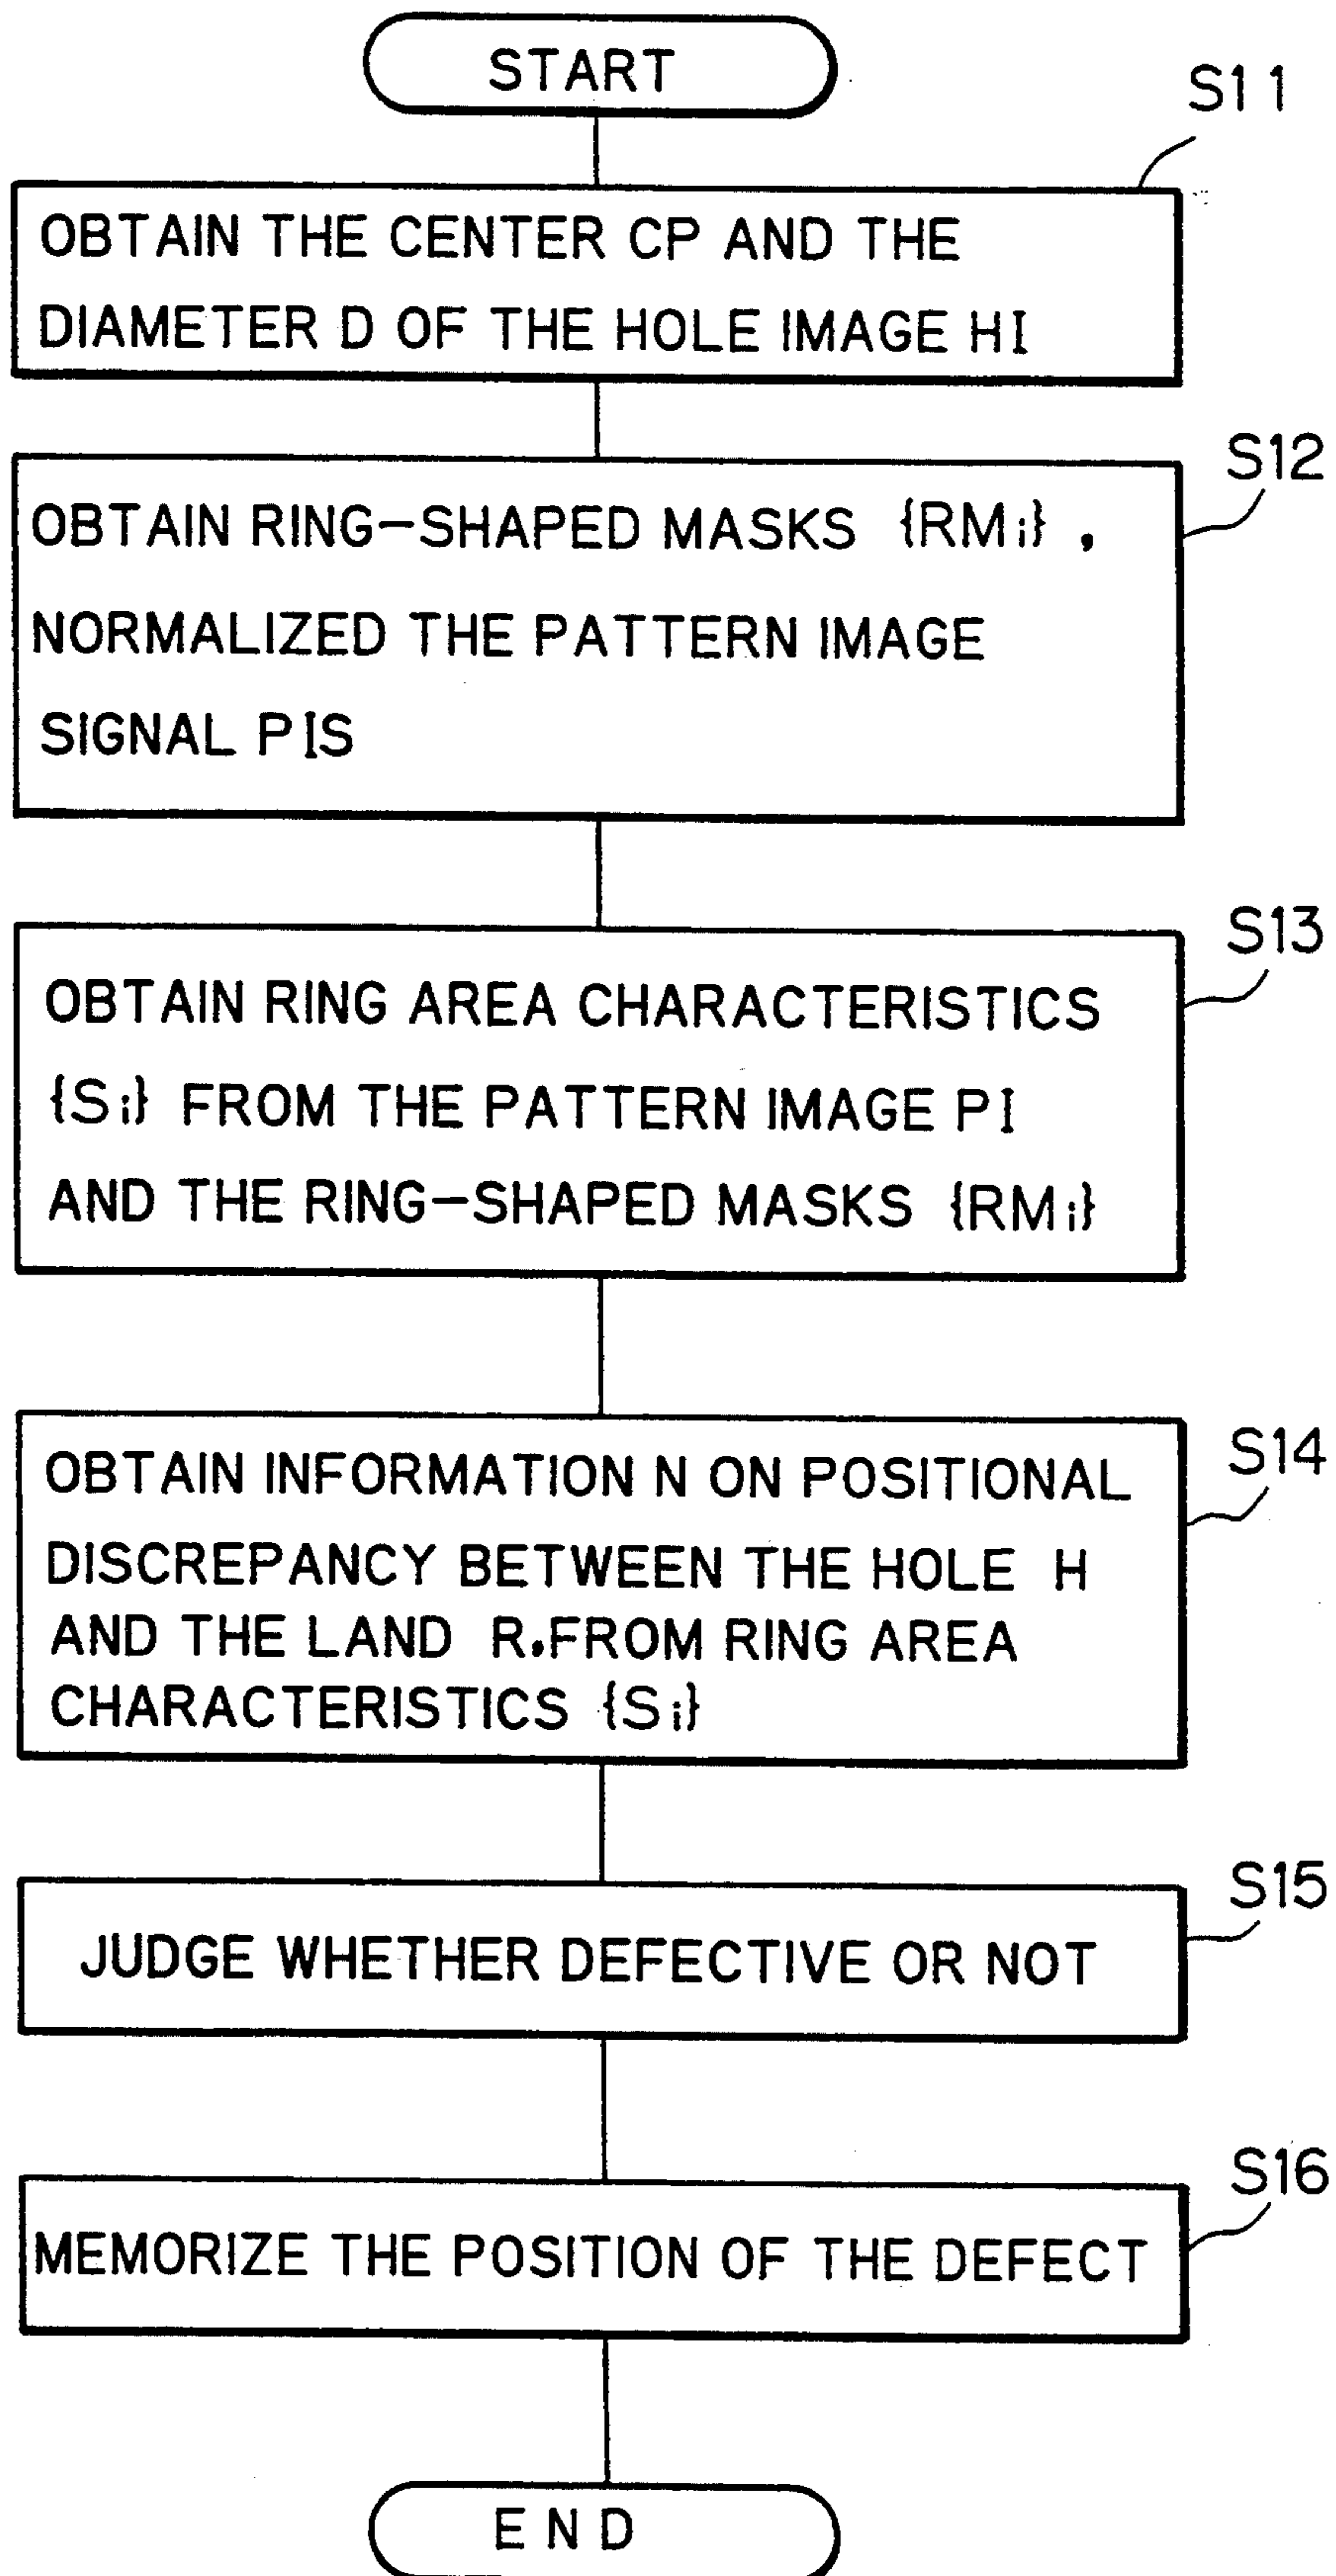 START
S11
OBTAIN THE CENTER CP AND THE
DIAMETER D OF THE HOLE IMAGE HI
S12
OBTAIN RING-SHAPED MASKS {RMi},
NORMALIZED THE PATTERN IMAGE
SIGNAL PIS
S13
OBTAIN RING AREA CHARACTERISTICS
{Si} FROM THE PATTERN IMAGE PI
AND THE RING-SHAPED MASKS {RMi}
S14
OBTAIN INFORMATION N ON POSITIONAL
DISCREPANCY BETWEEN THE HOLE H
AND THE LAND R.FROM RING AREA
CHARACTERISTICS {Si}
S15
JUDGE WHETHER DEFECTIVE OR NOT
S16
MEMORIZE THE POSITION OF THE DEFECT
END